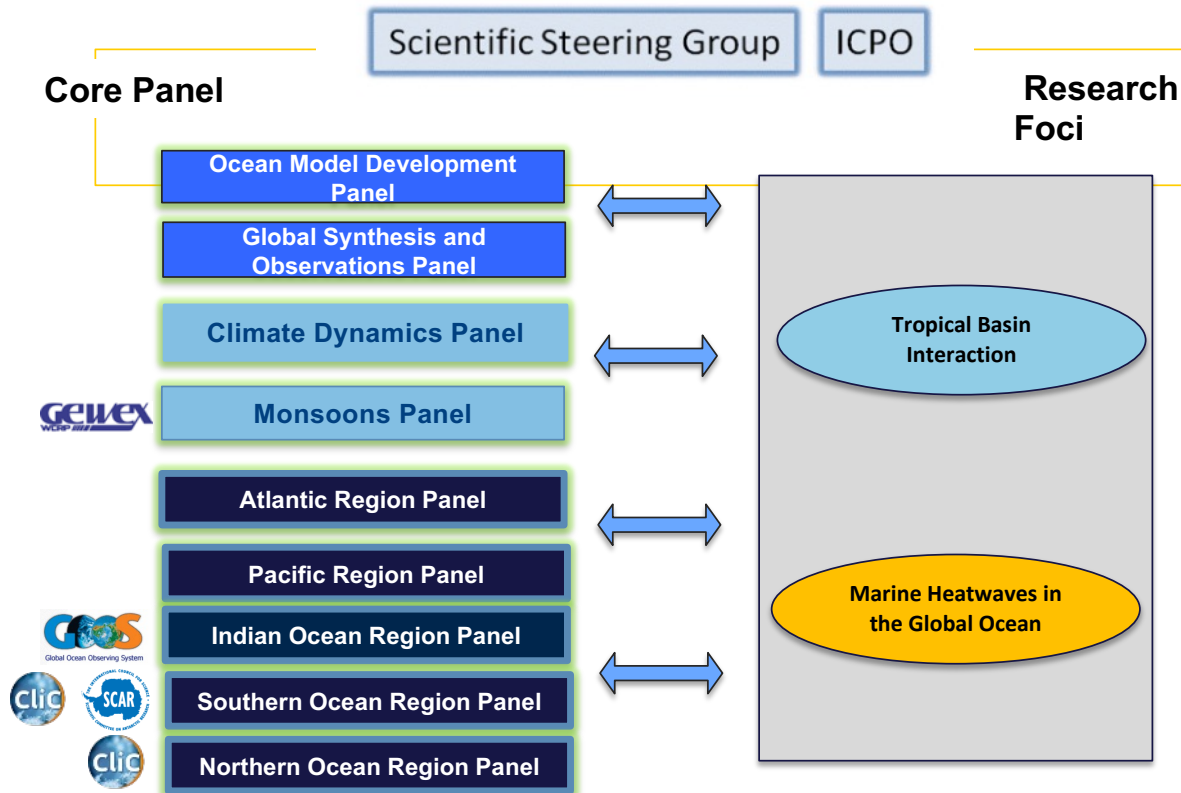 Scientific Steering Group
ICPO
Core Panel
Research
Foci
Ocean Model Development
Panel
Global Synthesis and
Observations Panel
Climate Dynamics Panel
Tropical Basin
Interaction
GEWEX
WCRP
Monsoons Panel
Atlantic Region Panel
Pacific Region Panel
Marine Heatwaves in
the Global Ocean
GOOS
Global Ocean Observing System
Indian Ocean Region Panel
clic
SCAR
Southern Ocean Region Panel
clic
Northern Ocean Region Panel